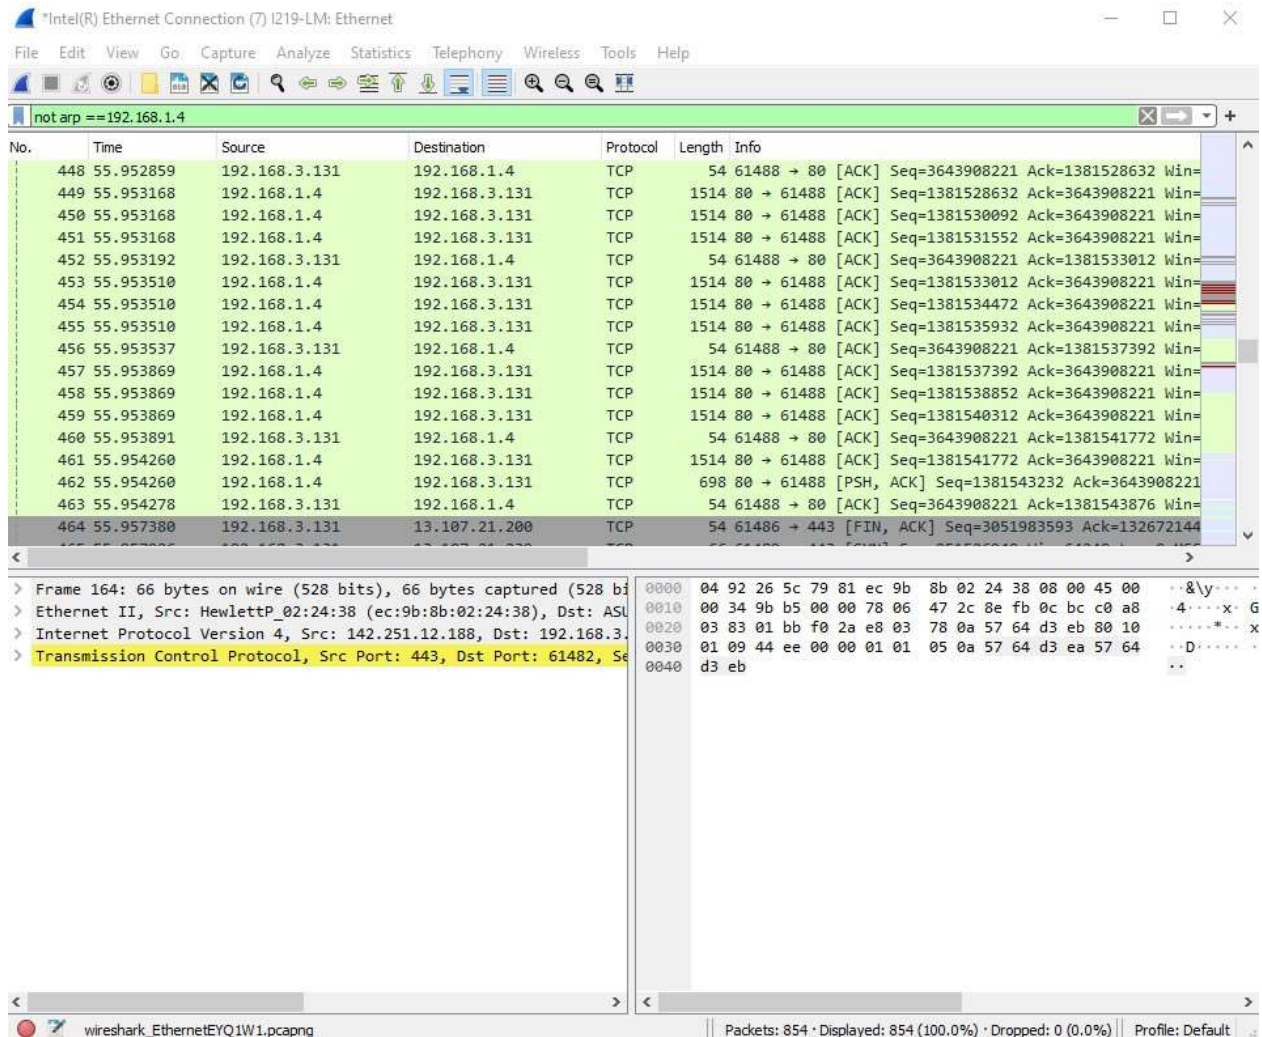 *Intel(R) Ethernet Connection (7) I219-LM: Ethernet
File Edit View Go Capture Analyze Statistics Telephony Wireless Tools Help
not arp ==192.168.1.4
No. Time Source Destination Protocol Length Info
448 55.952859 192.168.3.131 192.168.1.4 TCP 54 61488 → 80 [ACK] Seq=3643908221 Ack=1381528632 Win=
449 55.953168 192.168.1.4 192.168.3.131 TCP 1514 80 → 61488 [ACK] Seq=1381528632 Ack=3643908221 Win=
450 55.953168 192.168.1.4 192.168.3.131 TCP 1514 80 → 61488 [ACK] Seq=1381530092 Ack=3643908221 Win=
451 55.953168 192.168.1.4 192.168.3.131 TCP 1514 80 → 61488 [ACK] Seq=1381531552 Ack=3643908221 Win=
452 55.953192 192.168.3.131 192.168.1.4 TCP 54 61488 → 80 [ACK] Seq=3643908221 Ack=1381533012 Win=
453 55.953510 192.168.1.4 192.168.3.131 TCP 1514 80 → 61488 [ACK] Seq=1381533012 Ack=3643908221 Win=
454 55.953510 192.168.1.4 192.168.3.131 TCP 1514 80 → 61488 [ACK] Seq=1381534472 Ack=3643908221 Win=
455 55.953510 192.168.1.4 192.168.3.131 TCP 1514 80 → 61488 [ACK] Seq=1381535932 Ack=3643908221 Win=
456 55.953537 192.168.3.131 192.168.1.4 TCP 54 61488 → 80 [ACK] Seq=3643908221 Ack=1381537392 Win=
457 55.953869 192.168.1.4 192.168.3.131 TCP 1514 80 → 61488 [ACK] Seq=1381537392 Ack=3643908221 Win=
458 55.953869 192.168.1.4 192.168.3.131 TCP 1514 80 → 61488 [ACK] Seq=1381538852 Ack=3643908221 Win=
459 55.953869 192.168.1.4 192.168.3.131 TCP 1514 80 → 61488 [ACK] Seq=1381540312 Ack=3643908221 Win=
460 55.953891 192.168.3.131 192.168.1.4 TCP 54 61488 → 80 [ACK] Seq=3643908221 Ack=1381541772 Win=
461 55.954260 192.168.1.4 192.168.3.131 TCP 1514 80 → 61488 [ACK] Seq=1381541772 Ack=3643908221 Win=
462 55.954260 192.168.1.4 192.168.3.131 TCP 698 80 → 61488 [PSH, ACK] Seq=1381543232 Ack=3643908221
463 55.954278 192.168.3.131 192.168.1.4 TCP 54 61488 → 80 [ACK] Seq=3643908221 Ack=1381543876 Win=
464 55.957380 192.168.3.131 13.107.21.200 TCP 54 61486 → 443 [FIN, ACK] Seq=3051983593 Ack=132672144
> Frame 164: 66 bytes on wire (528 bits), 66 bytes captured (528 bi
> Ethernet II, Src: HewlettP_02:24:38 (ec:9b:8b:02:24:38), Dst: ASU
> Internet Protocol Version 4, Src: 142.251.12.188, Dst: 192.168.3.
> Transmission Control Protocol, Src Port: 443, Dst Port: 61482, Se
0000 04 92 26 5c 79 81 ec 9b 8b 02 24 38 08 00 45 00 ··&\y··· ·
0010 00 34 9b b5 00 00 78 06 47 2c 8e fb 0c bc c0 a8 ·4····x· G
0020 03 83 01 bb f0 2a e8 03 78 0a 57 64 d3 eb 80 10 ·····*·· x
0030 01 09 44 ee 00 00 01 01 05 0a 57 64 d3 ea 57 64 ··D····· ·
0040 d3 eb ··
wireshark_EthernetEYQ1W1.pcapng Packets: 854 · Displayed: 854 (100.0%) · Dropped: 0 (0.0%) Profile: Default